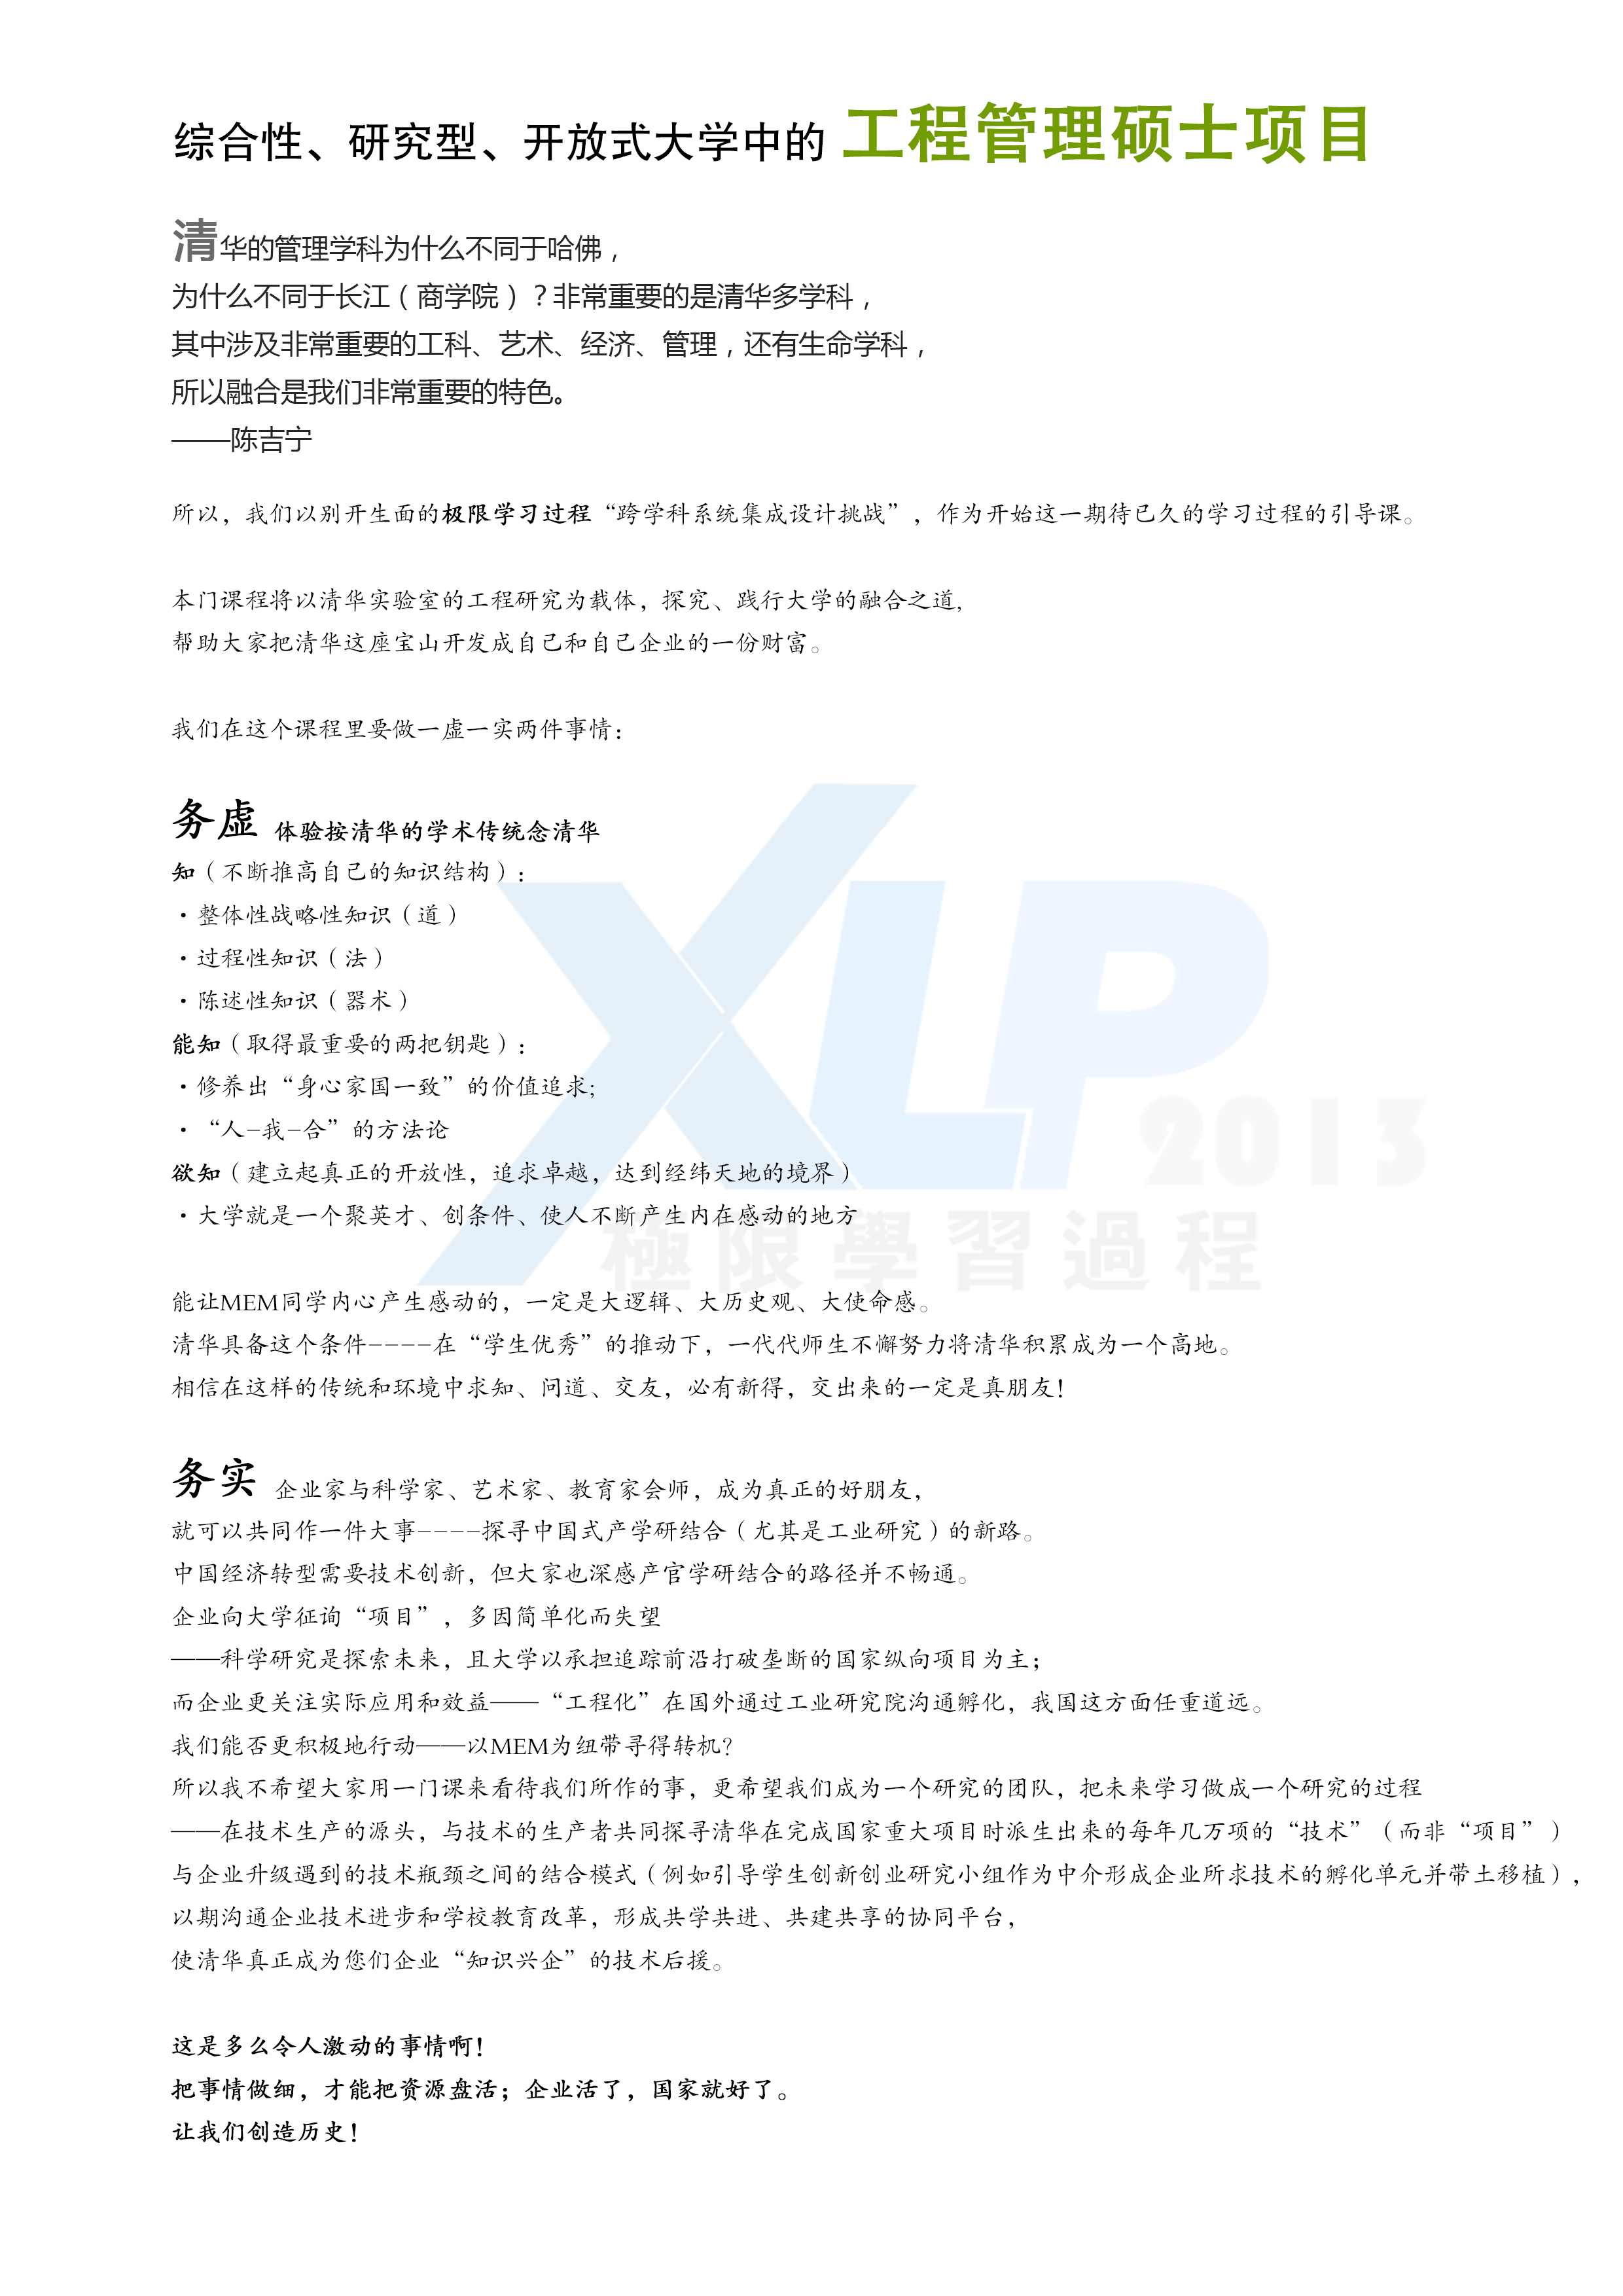 综合性、研究型、开放式大学中的 工程管理硕士项目
清华的管理学科为什么不同于哈佛，
为什么不同于长江（商学院）？非常重要的是清华多学科，
其中涉及非常重要的工科、艺术、经济、管理，还有生命学科，
所以融合是我们非常重要的特色。
——陈吉宁
所以，我们以别开生面的极限学习过程“跨学科系统集成设计挑战”，作为开始这一期待已久的学习过程的引导课。
本门课程将以清华实验室的工程研究为载体，探究、践行大学的融合之道，
帮助大家把清华这座宝山开发成自己和自己企业的一份财富。
我们在这个课程里要做一虚一实两件事情：
务虚 体验按清华的学术传统念清华
知（不断推高自己的知识结构）：
·整体性战略性知识（道）
·过程性知识（法）
·陈述性知识（器术）
能知（取得最重要的两把钥匙）：
·修养出“身心家国一致”的价值追求；
·“人-我-合”的方法论
欲知（建立起真正的开放性，追求卓越，达到经纬天地的境界）
·大学就是一个聚英才、创条件、使人不断产生内在感动的地方
XLP 2013
極限學習過程
能让MEM同学内心产生感动的，一定是大逻辑、大历史观、大使命感。
清华具备这个条件----在“学生优秀”的推动下，一代代师生不懈努力将清华积累成为一个高地。
相信在这样的传统和环境中求知、问道、交友，必有新得，交出来的一定是真朋友！
务实 企业家与科学家、艺术家、教育家会师，成为真正的好朋友，
就可以共同作一件大事----探寻中国式产学研结合（尤其是工业研究）的新路。
中国经济转型需要技术创新，但大家也深感产官学研结合的路径并不畅通。
企业向大学征询“项目”，多因简单化而失望
——科学研究是探索未来，且大学以承担追踪前沿打破垄断的国家纵向项目为主；
而企业更关注实际应用和效益——“工程化”在国外通过工业研究院沟通孵化，我国这方面任重道远。
我们能否更积极地行动——以MEM为纽带寻得转机？
所以我不希望大家用一门课来看待我们所作的事，更希望我们成为一个研究的团队，把未来学习做成一个研究的过程
——在技术生产的源头，与技术的生产者共同探寻清华在完成国家重大项目时派生出来的每年几万项的“技术”（而非“项目”）
与企业升级遇到的技术瓶颈之间的结合模式（例如引导学生创新创业研究小组作为中介形成企业所求技术的孵化单元并带土移植），
以期沟通企业技术进步和学校教育改革，形成共学共进、共建共享的协同平台，
使清华真正成为您们企业“知识兴企”的技术后援。
这是多么令人激动的事情啊！
把事情做细，才能把资源盘活；企业活了，国家就好了。
让我们创造历史！